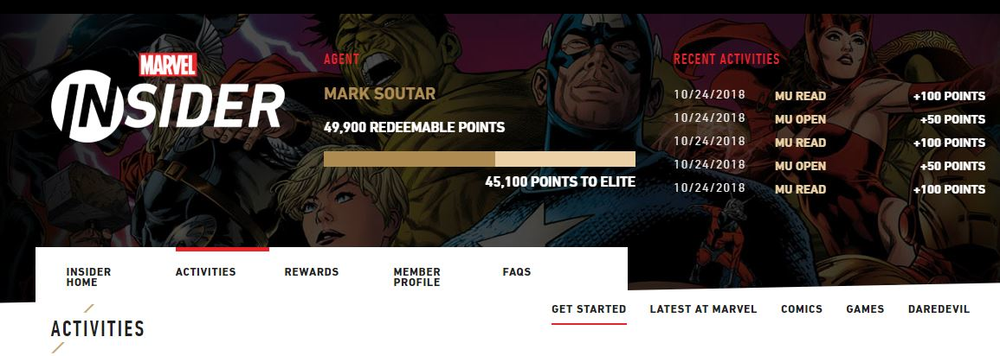 MARVEL
INSIDER
AGENT
MARK SOUTAR
49,900 REDEEMABLE POINTS
45,100 POINTS TO ELITE
RECENT ACTIVITIES
10/24/2018 MU READ +100 POINTS
10/24/2018 MU OPEN +50 POINTS
10/24/2018 MU READ +100 POINTS
10/24/2018 MU OPEN +50 POINTS
10/24/2018 MU READ +100 POINTS
INSIDER
HOME
ACTIVITIES
REWARDS
MEMBER
PROFILE
FAQS
GET STARTED
LATEST AT MARVEL
COMICS
GAMES
DAREDEVIL
ACTIVITIES